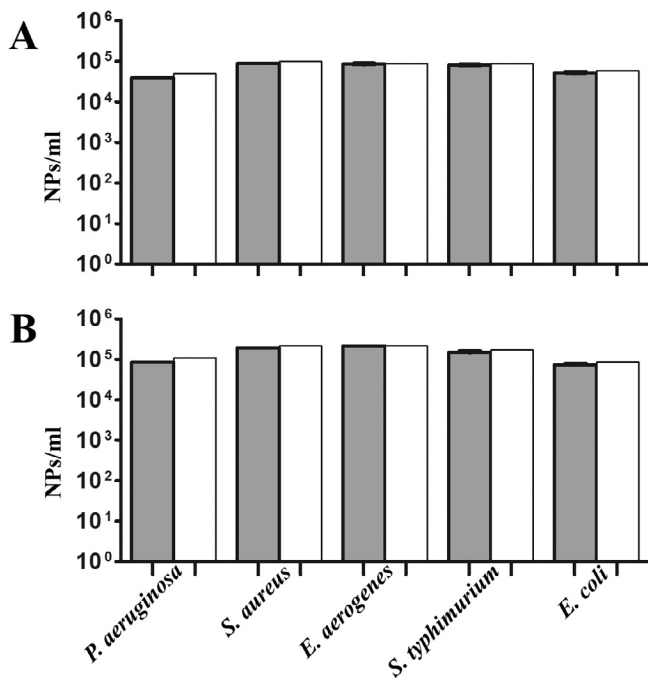 A
NPs/ml
10⁶
10⁵
10⁴
10³
10²
10¹
10⁰
B
NPs/ml
10⁶
10⁵
10⁴
10³
10²
10¹
10⁰
P. aeruginosa
S. aureus
E. aerogenes
S. typhimurium
E. coli